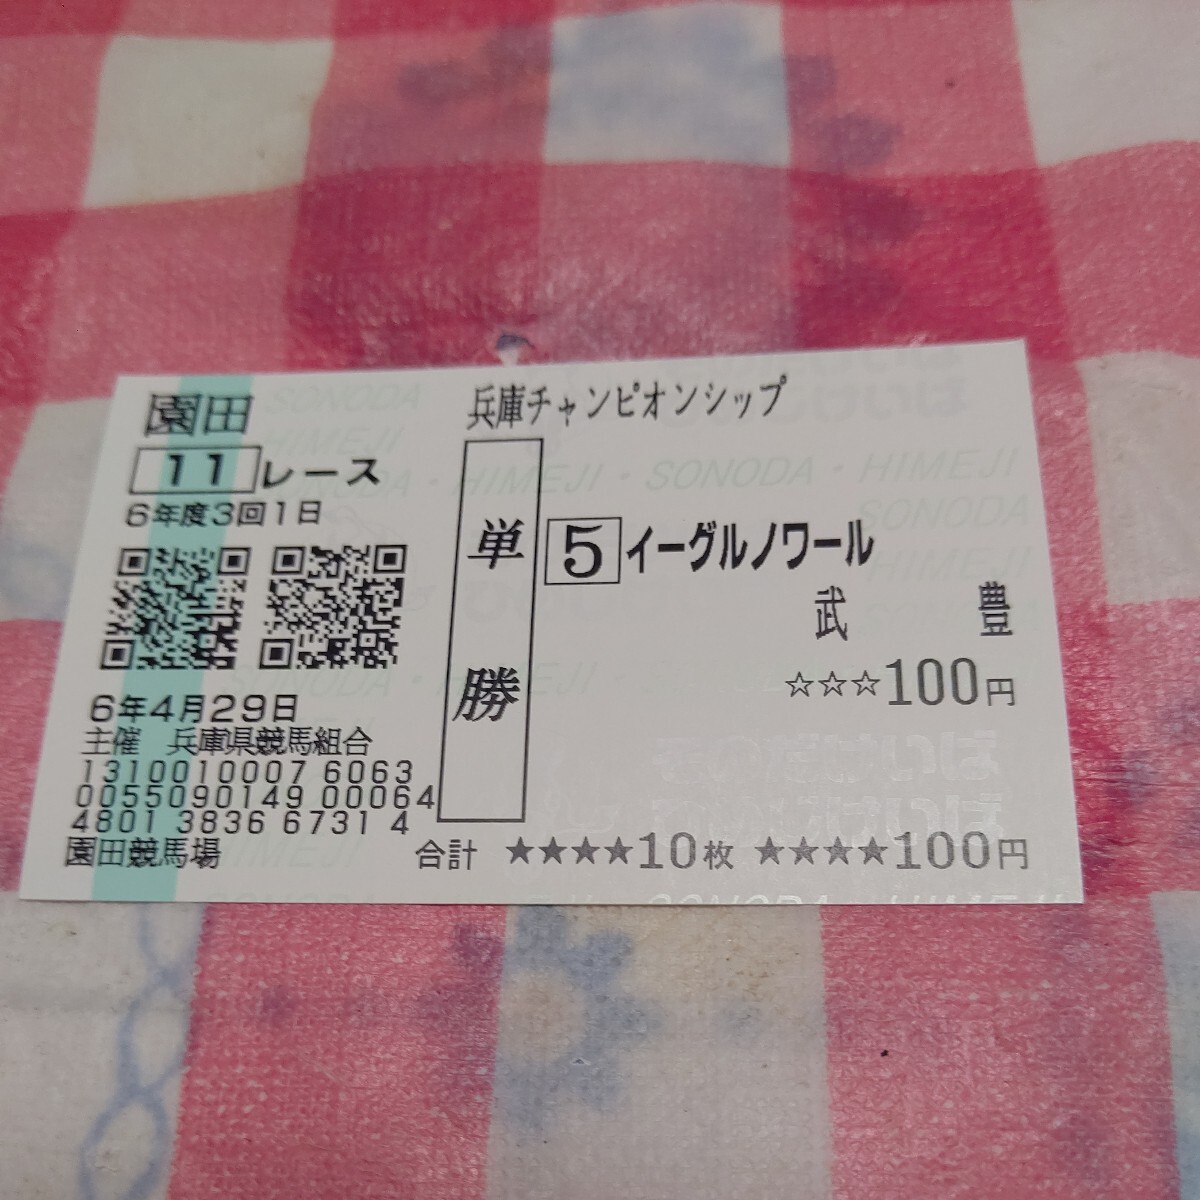 園田
11 レース
6年度3回1日
6年4月29日
主催 兵庫県競馬組合
1310010007 6063
0055090149 00064
4801 3836 6731 4
園田競馬場
兵庫チャンピオンシップ
単勝
5 イーグルノワール
武 豊
☆☆☆100円
合計 ★★★★10枚 ★★★★100円
SONODA
HIMEJI
SONODA・HIMEJI・SONODA・HIMEJI
SONODA
HIMEJI